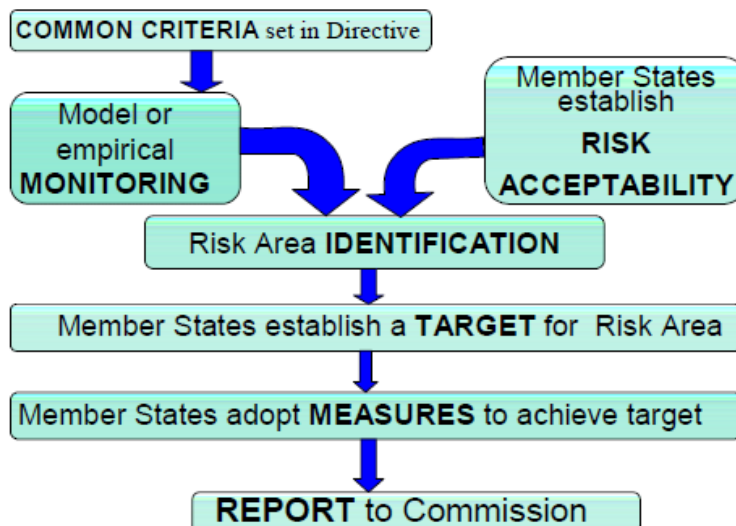 COMMON CRITERIA set in Directive
Model or
empirical
MONITORING
Member States
establish
RISK
ACCEPTABILITY
Risk Area IDENTIFICATION
Member States establish a TARGET for Risk Area
Member States adopt MEASURES to achieve target
REPORT to Commission